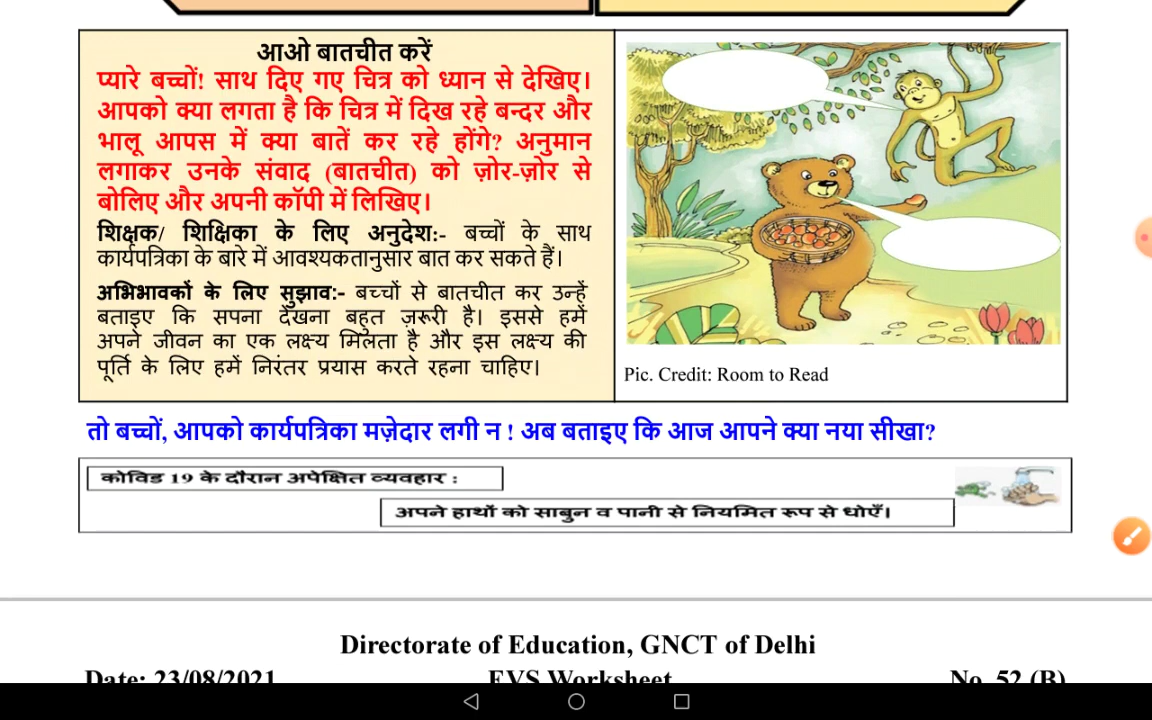 आओ बातचीत करें
प्यारे बच्चों! साथ दिए गए चित्र को ध्यान से देखिए।
आपको क्या लगता है कि चित्र में दिख रहे बन्दर और
भालू आपस में क्या बातें कर रहे होंगे? अनुमान
लगाकर उनके संवाद (बातचीत) को ज़ोर-ज़ोर से
बोलिए और अपनी कॉपी में लिखिए।
शिक्षक/ शिक्षिका के लिए अनुदेश:- बच्चों के साथ
कार्यपत्रिका के बारे में आवश्यकतानुसार बात कर सकते हैं।
अभिभावकों के लिए सुझाव:- बच्चों से बातचीत कर उन्हें
बताइए कि सपना देखना बहुत ज़रूरी है। इससे हमें
अपने जीवन का एक लक्ष्य मिलता है और इस लक्ष्य की
पूर्ति के लिए हमें निरंतर प्रयास करते रहना चाहिए।
Pic. Credit: Room to Read
तो बच्चों, आपको कार्यपत्रिका मज़ेदार लगी न ! अब बताइए कि आज आपने क्या नया सीखा?
कोविड 19 के दौरान अपेक्षित व्यवहार :
अपने हाथों को साबुन व पानी से नियमित रूप से धोएँ।
Directorate of Education, GNCT of Delhi
Date: 23/08/2021 EVS Worksheet No. 52 (B)